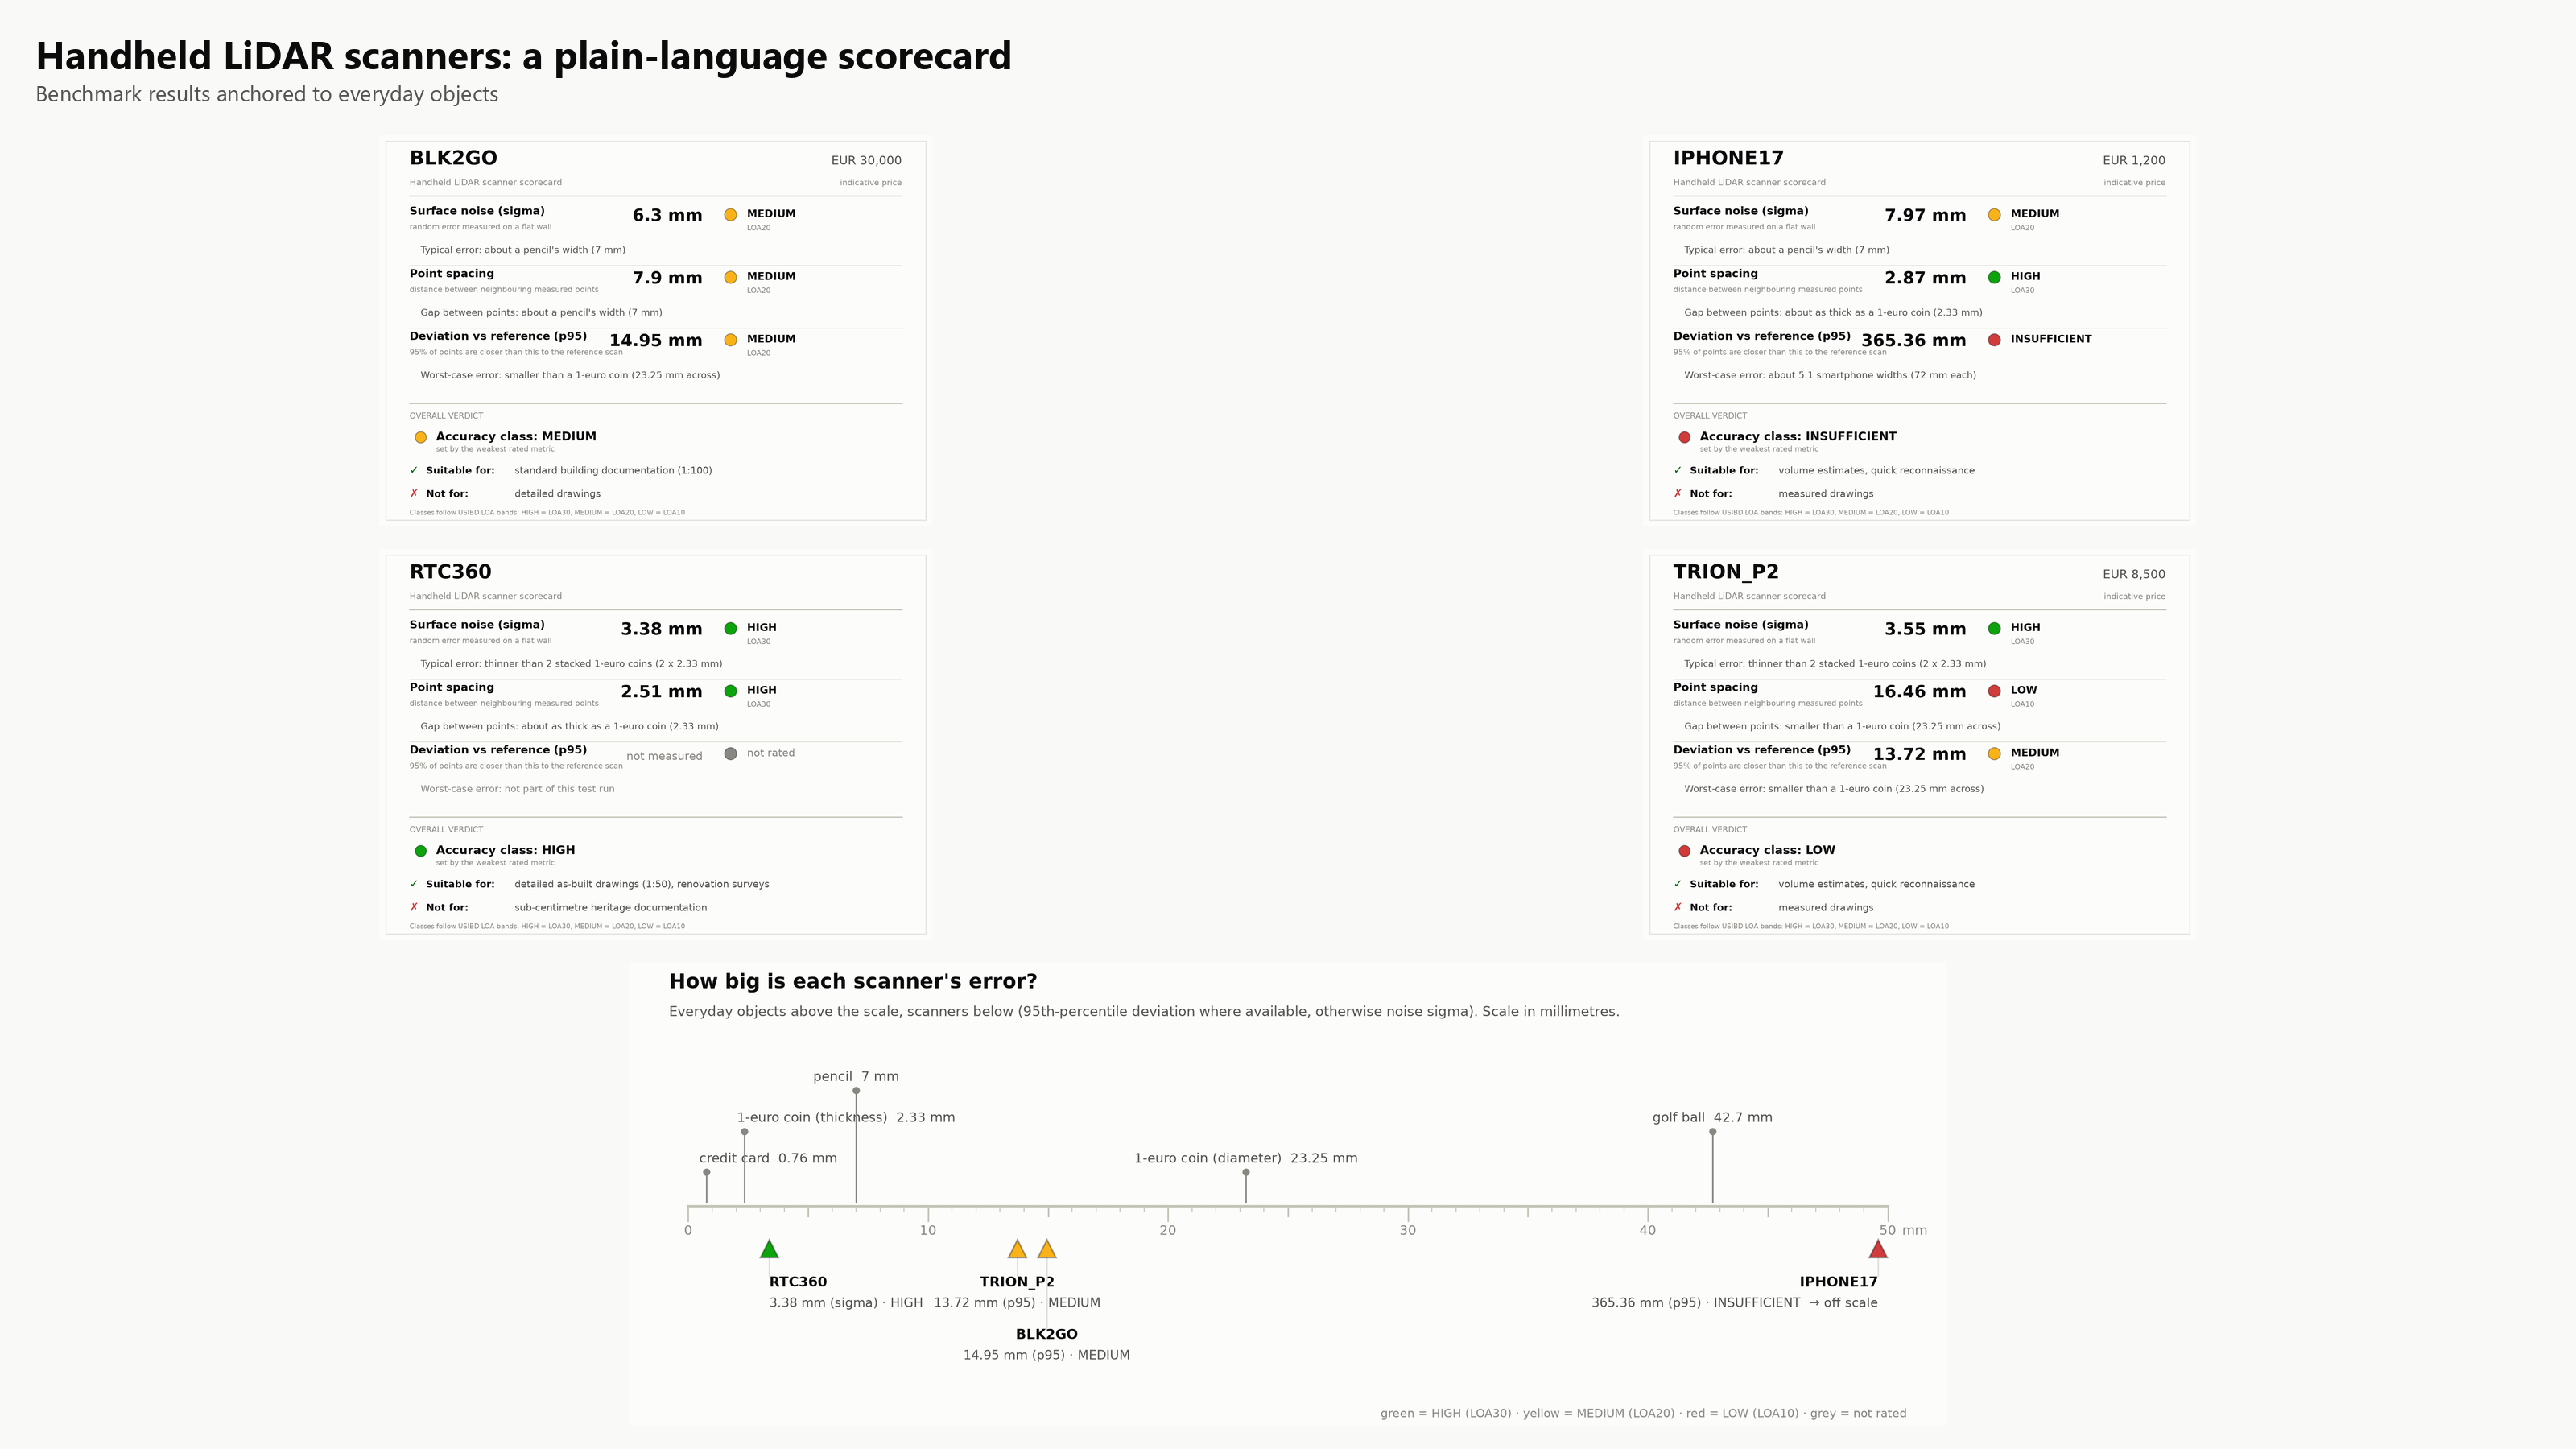 Handheld LiDAR scanners: a plain-language scorecard
Benchmark results anchored to everyday objects
BLK2GO
EUR 30,000
Handheld LiDAR scanner scorecard
indicative price
Surface noise (sigma)
6.3 mm
MEDIUM
random error measured on a flat wall
LOA20
Typical error: about a pencil's width (7 mm)
Point spacing
7.9 mm
MEDIUM
distance between neighbouring measured points
LOA20
Gap between points: about a pencil's width (7 mm)
Deviation vs reference (p95)
14.95 mm
MEDIUM
95% of points are closer than this to the reference scan
LOA20
Worst-case error: smaller than a 1-euro coin (23.25 mm across)
OVERALL VERDICT
Accuracy class: MEDIUM
set by the weakest rated metric
✓ Suitable for: standard building documentation (1:100)
✗ Not for: detailed drawings
Classes follow USIBD LOA bands: HIGH = LOA30, MEDIUM = LOA20, LOW = LOA10
IPHONE17
EUR 1,200
Handheld LiDAR scanner scorecard
indicative price
Surface noise (sigma)
7.97 mm
MEDIUM
random error measured on a flat wall
LOA20
Typical error: about a pencil's width (7 mm)
Point spacing
2.87 mm
HIGH
distance between neighbouring measured points
LOA30
Gap between points: about as thick as a 1-euro coin (2.33 mm)
Deviation vs reference (p95)
365.36 mm
INSUFFICIENT
95% of points are closer than this to the reference scan
Worst-case error: about 5.1 smartphone widths (72 mm each)
OVERALL VERDICT
Accuracy class: INSUFFICIENT
set by the weakest rated metric
✓ Suitable for: volume estimates, quick reconnaissance
✗ Not for: measured drawings
Classes follow USIBD LOA bands: HIGH = LOA30, MEDIUM = LOA20, LOW = LOA10
RTC360
Handheld LiDAR scanner scorecard
Surface noise (sigma)
3.38 mm
HIGH
random error measured on a flat wall
LOA30
Typical error: thinner than 2 stacked 1-euro coins (2 x 2.33 mm)
Point spacing
2.51 mm
HIGH
distance between neighbouring measured points
LOA30
Gap between points: about as thick as a 1-euro coin (2.33 mm)
Deviation vs reference (p95)
not measured
not rated
95% of points are closer than this to the reference scan
Worst-case error: not part of this test run
OVERALL VERDICT
Accuracy class: HIGH
set by the weakest rated metric
✓ Suitable for: detailed as-built drawings (1:50), renovation surveys
✗ Not for: sub-centimetre heritage documentation
Classes follow USIBD LOA bands: HIGH = LOA30, MEDIUM = LOA20, LOW = LOA10
TRION_P2
EUR 8,500
Handheld LiDAR scanner scorecard
indicative price
Surface noise (sigma)
3.55 mm
HIGH
random error measured on a flat wall
LOA30
Typical error: thinner than 2 stacked 1-euro coins (2 x 2.33 mm)
Point spacing
16.46 mm
LOW
distance between neighbouring measured points
LOA10
Gap between points: smaller than a 1-euro coin (23.25 mm across)
Deviation vs reference (p95)
13.72 mm
MEDIUM
95% of points are closer than this to the reference scan
LOA20
Worst-case error: smaller than a 1-euro coin (23.25 mm across)
OVERALL VERDICT
Accuracy class: LOW
set by the weakest rated metric
✓ Suitable for: volume estimates, quick reconnaissance
✗ Not for: measured drawings
Classes follow USIBD LOA bands: HIGH = LOA30, MEDIUM = LOA20, LOW = LOA10
How big is each scanner's error?
Everyday objects above the scale, scanners below (95th-percentile deviation where available, otherwise noise sigma). Scale in millimetres.
pencil 7 mm
1-euro coin (thickness) 2.33 mm
golf ball 42.7 mm
credit card 0.76 mm
1-euro coin (diameter) 23.25 mm
0 10 20 30 40 50 mm
RTC360
TRION_P2
IPHONE17
3.38 mm (sigma) · HIGH
13.72 mm (p95) · MEDIUM
365.36 mm (p95) · INSUFFICIENT → off scale
BLK2GO
14.95 mm (p95) · MEDIUM
green = HIGH (LOA30) · yellow = MEDIUM (LOA20) · red = LOW (LOA10) · grey = not rated